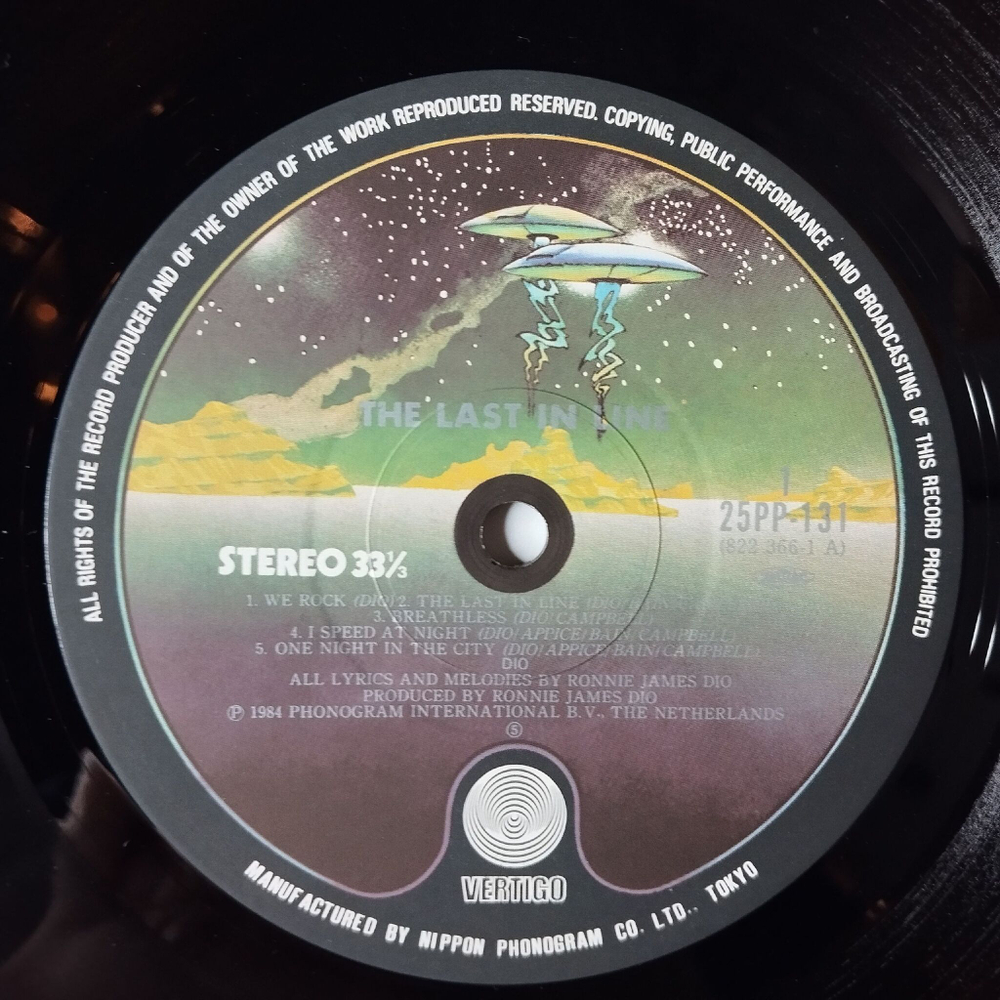 ALL RIGHTS OF THE RECORD PRODUCER AND OF THE OWNER OF THE WORK REPRODUCED RESERVED. COPYING, PUBLIC PERFORMANCE AND BROADCASTING OF THIS RECORD PROHIBITED
THE LAST IN LINE
1
25PP-131
(822 366-1 A)
STEREO 33⅓
1. WE ROCK (DIO) 2. THE LAST IN LINE (DIO/
3. BREATHLESS (DIO/CAMPBELL)
4. I SPEED AT NIGHT (DIO/APPICE/BAIN/CAMPBELL)
5. ONE NIGHT IN THE CITY (DIO/APPICE/BAIN/CAMPBELL)
DIO
ALL LYRICS AND MELODIES BY RONNIE JAMES DIO
PRODUCED BY RONNIE JAMES DIO
℗ 1984 PHONOGRAM INTERNATIONAL B.V., THE NETHERLANDS
Ⓢ
VERTIGO
MANUFACTURED BY NIPPON PHONOGRAM CO. LTD., TOKYO